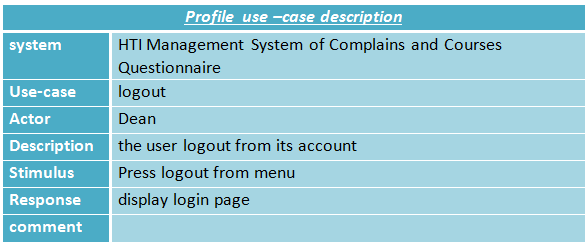 Profile use –case description
system HTI Management System of Complains and Courses
Questionnaire
Use-case logout
Actor Dean
Description the user logout from its account
Stimulus Press logout from menu
Response display login page
comment